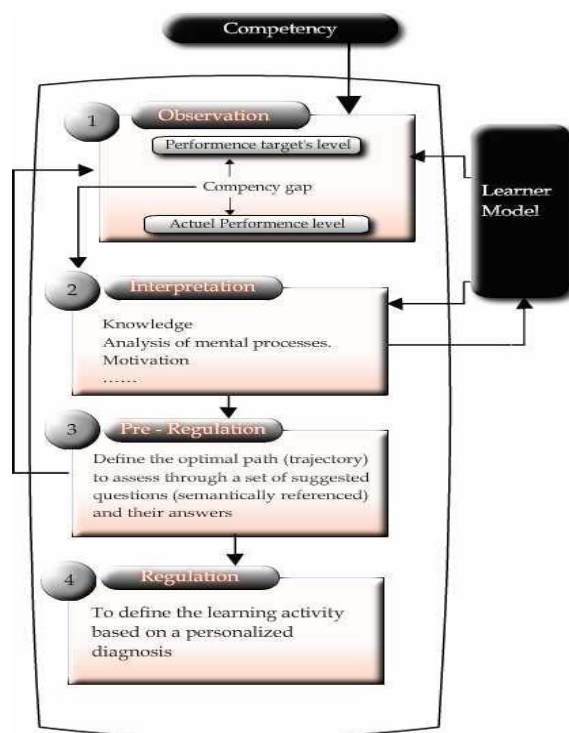 Competency
1
Observation
Performence target's level
Compency gap
Actuel Performence level
Learner
Model
2
Interpretation
Knowledge
Analysis of mental processes.
Motivation
......
3
Pre - Regulation
Define the optimal path (trajectory)
to assess through a set of suggested
questions (semantically referenced)
and their answers
4
Regulation
To define the learning activity
based on a personalized
diagnosis